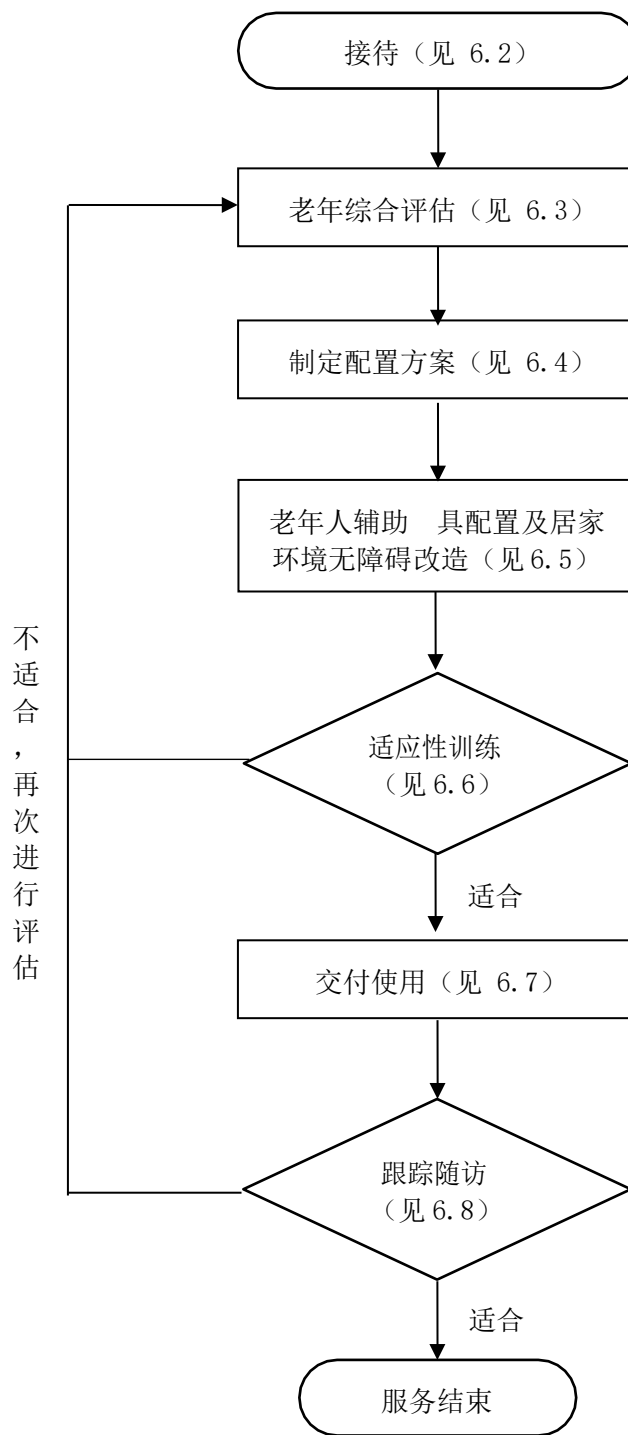 接待（见 6.2）
老年综合评估（见 6.3）
制定配置方案（见 6.4）
老年人辅助　具配置及居家
环境无障碍改造（见6.5）
适应性训练
（见6.6）
适合
交付使用（见 6.7）
跟踪随访
（见6.8）
适合
服务结束
不适合，再次进行评估